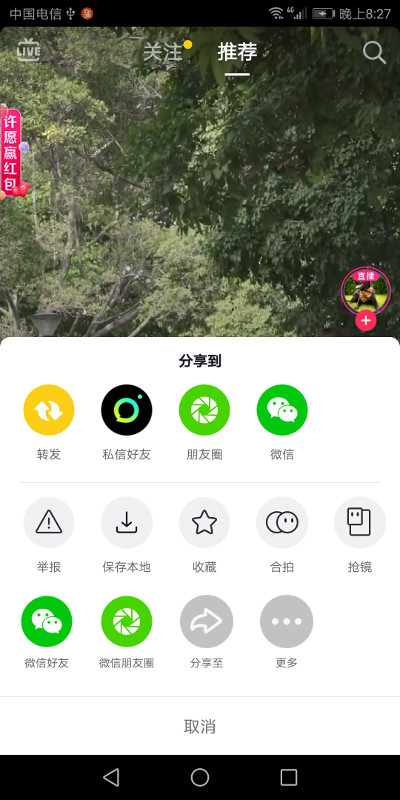 中国电信 4G 晚上8:27
LIVE 关注 推荐
许愿赢红包
直播
分享到
转发 私信好友 朋友圈 微信
举报 保存本地 收藏 合拍 抢镜
微信好友 微信朋友圈 分享至 更多
取消